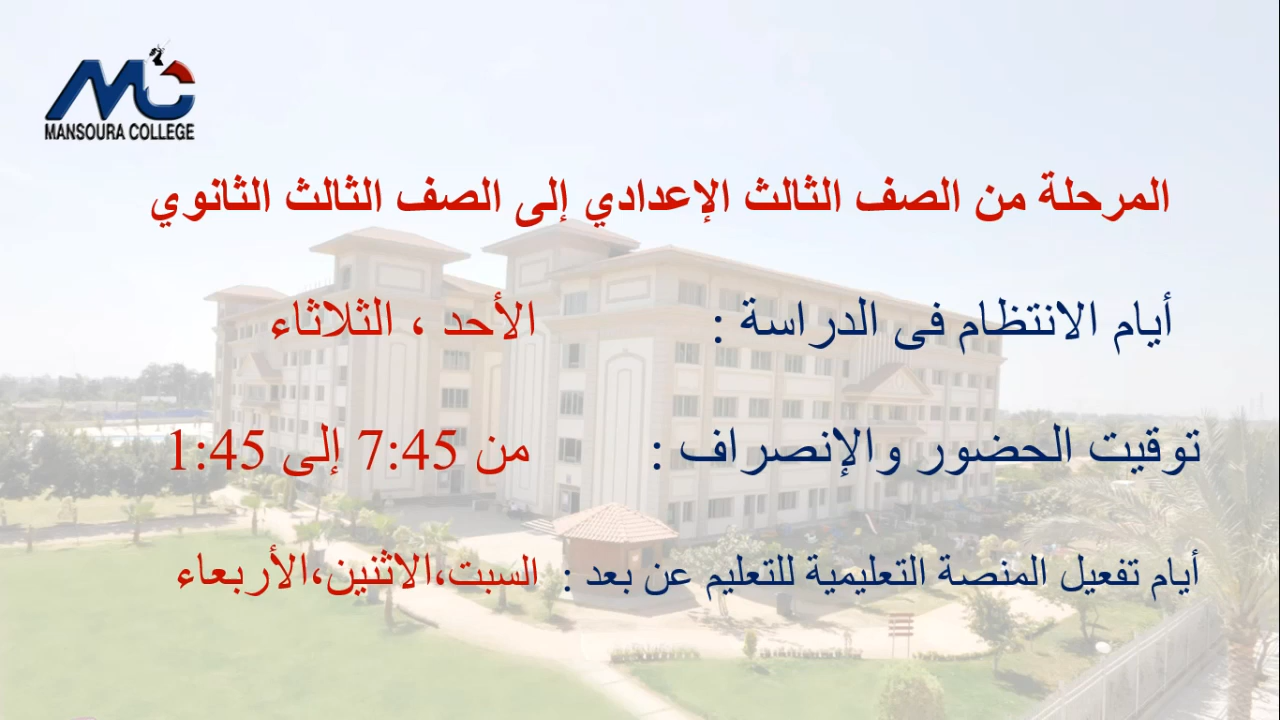 MC
MANSOURA COLLEGE
المرحلة من الصف الثالث الإعدادي إلى الصف الثالث الثانوي
أيام الانتظام فى الدراسة : الأحد ، الثلاثاء
توقيت الحضور والإنصراف : من 7:45 إلى 1:45
أيام تفعيل المنصة التعليمية للتعليم عن بعد : السبت،الاثنين،الأربعاء